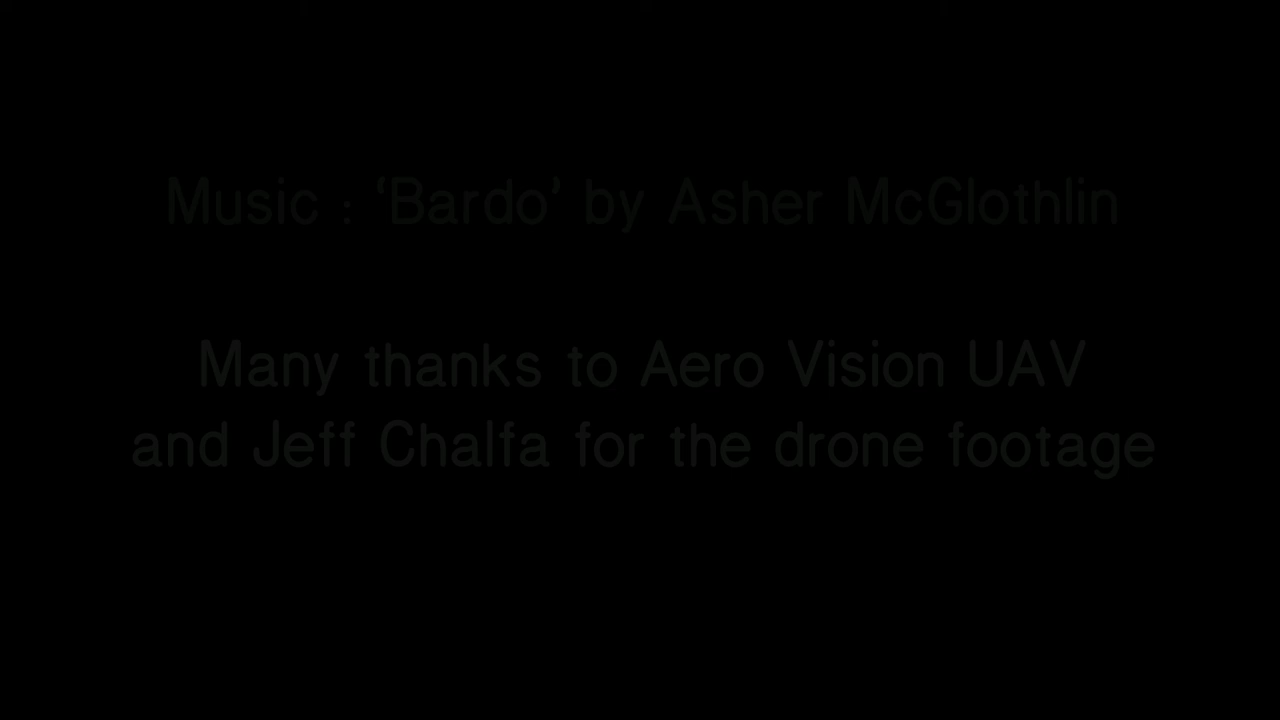 Music : ‘Bardo’ by Asher McGlothlin
Many thanks to Aero Vision UAV
and Jeff Chalfa for the drone footage